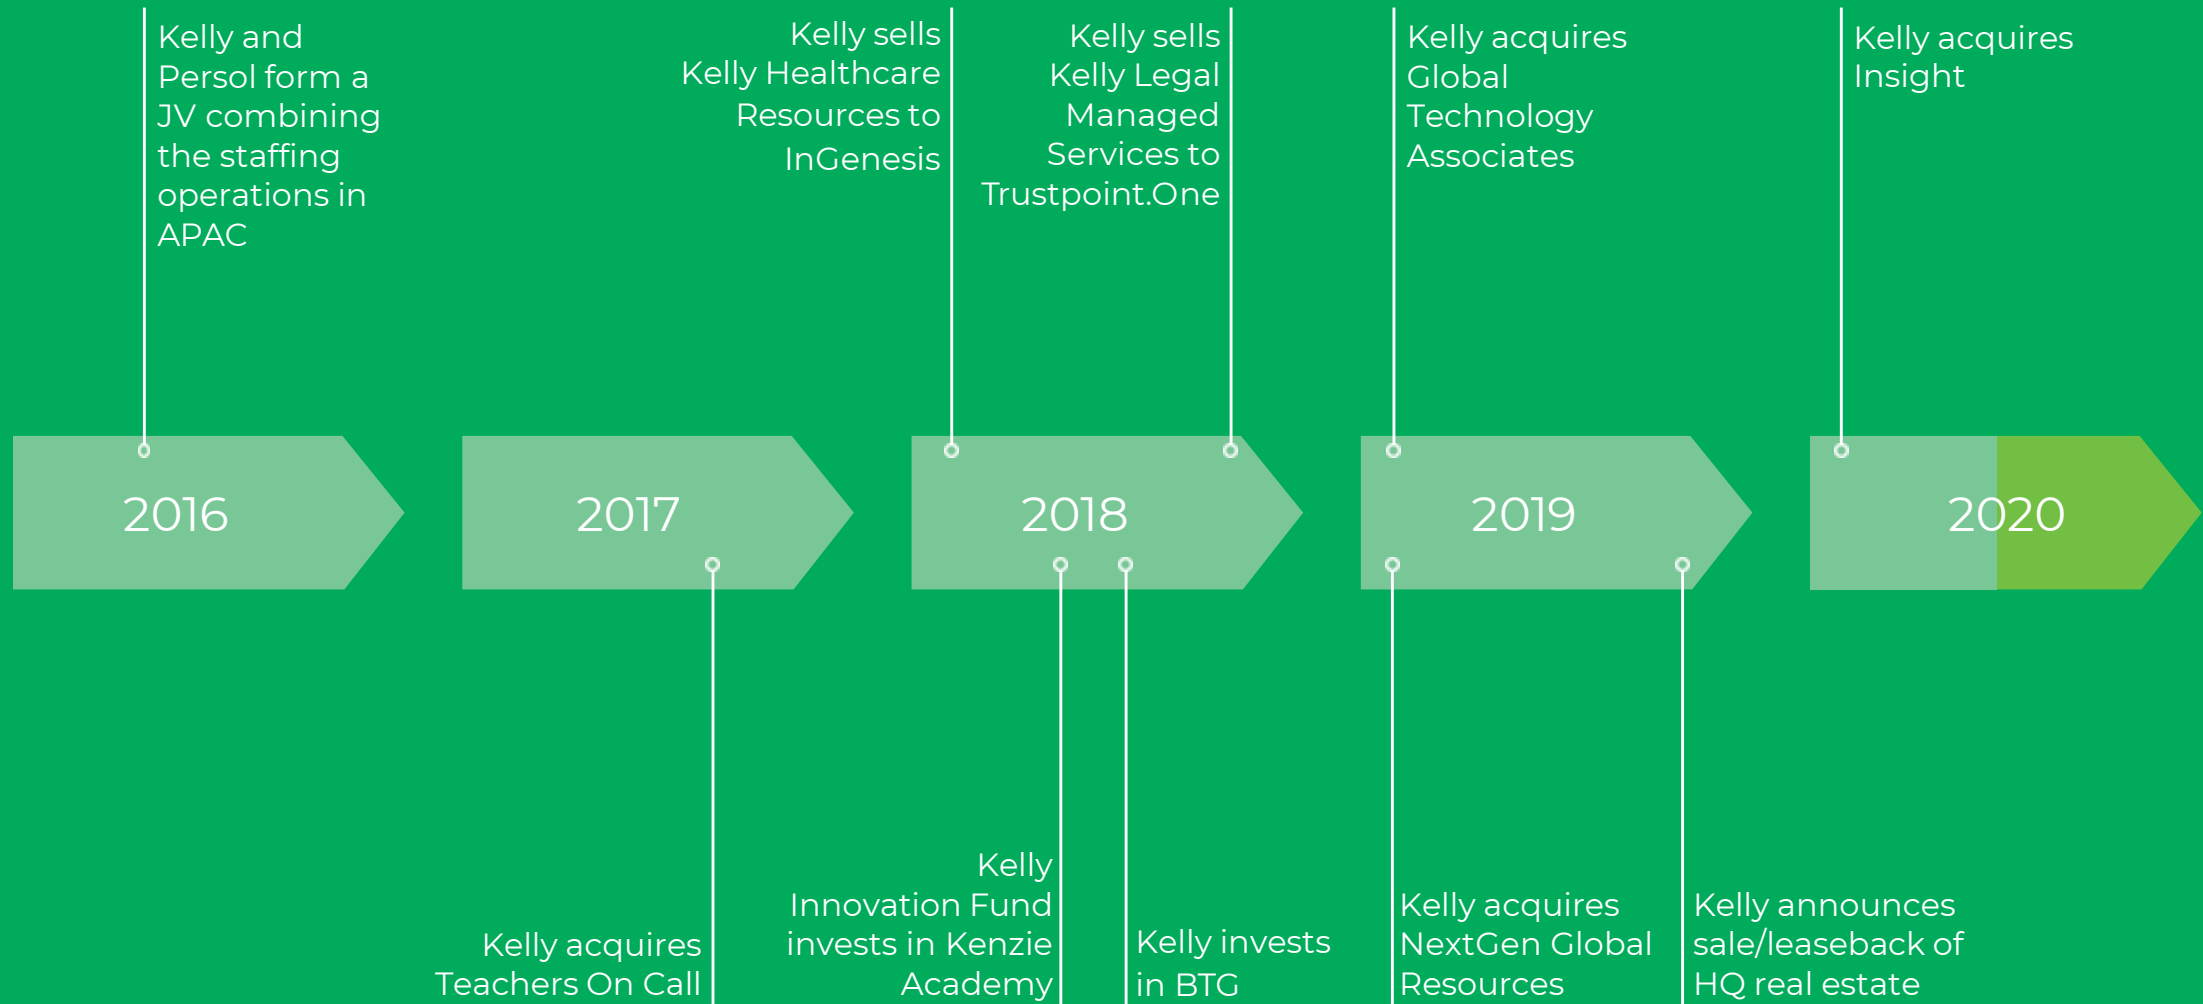 Kelly and
Persol form a
JV combining
the staffing
operations in
APAC
Kelly sells
Kelly Healthcare
Resources to
InGenesis
Kelly sells
Kelly Legal
Managed
Services to
Trustpoint.One
Kelly acquires
Global
Technology
Associates
Kelly acquires
Insight
2016
2017
2018
2019
2020
Kelly acquires
Teachers On Call
Kelly
Innovation Fund
invests in Kenzie
Academy
Kelly invests
in BTG
Kelly acquires
NextGen Global
Resources
Kelly announces
sale/leaseback of
HQ real estate